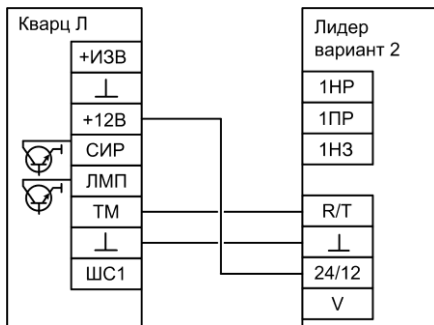 Кварц Л
+ИЗВ
⊥
+12В
СИР
ЛМП
ТМ
⊥
ШС1
Лидер
вариант 2
1НР
1ПР
1НЗ
R/T
⊥
24/12
V